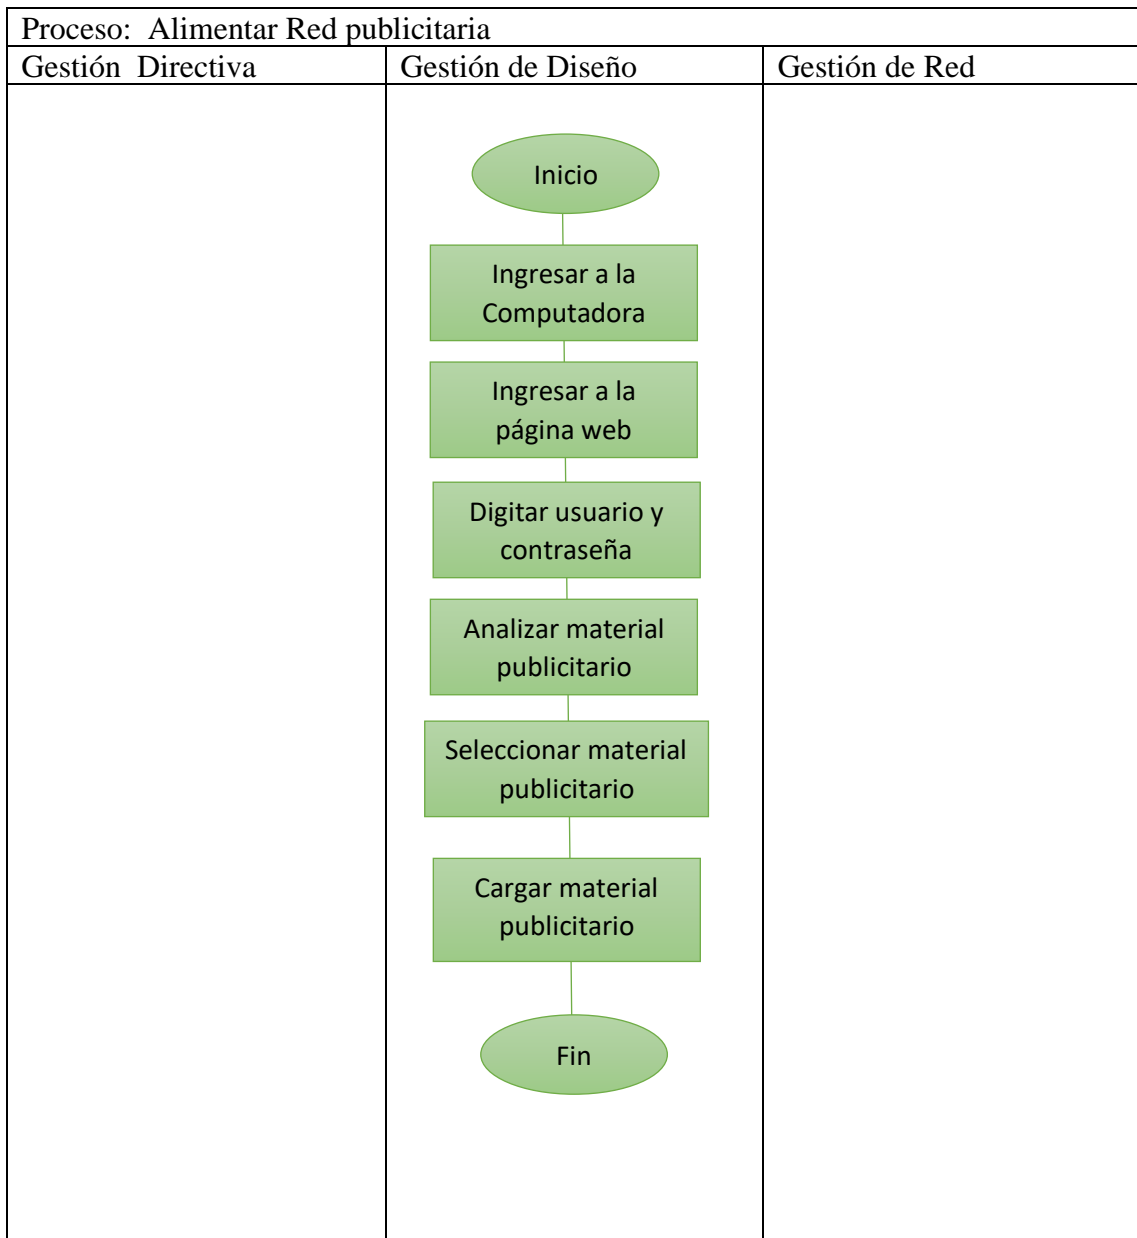 Proceso:  Alimentar Red publicitaria
Gestión  Directiva
Gestión de Diseño
Gestión de Red
Inicio
Ingresar a la
Computadora
Ingresar a la
página web
Digitar usuario y
contraseña
Analizar material
publicitario
Seleccionar material
publicitario
Cargar material
publicitario
Fin